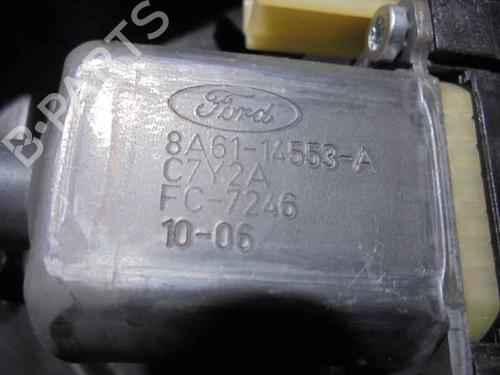 Ford
8A61-14553-A
C7Y2A
FC-7246
10-06
B-PARTS